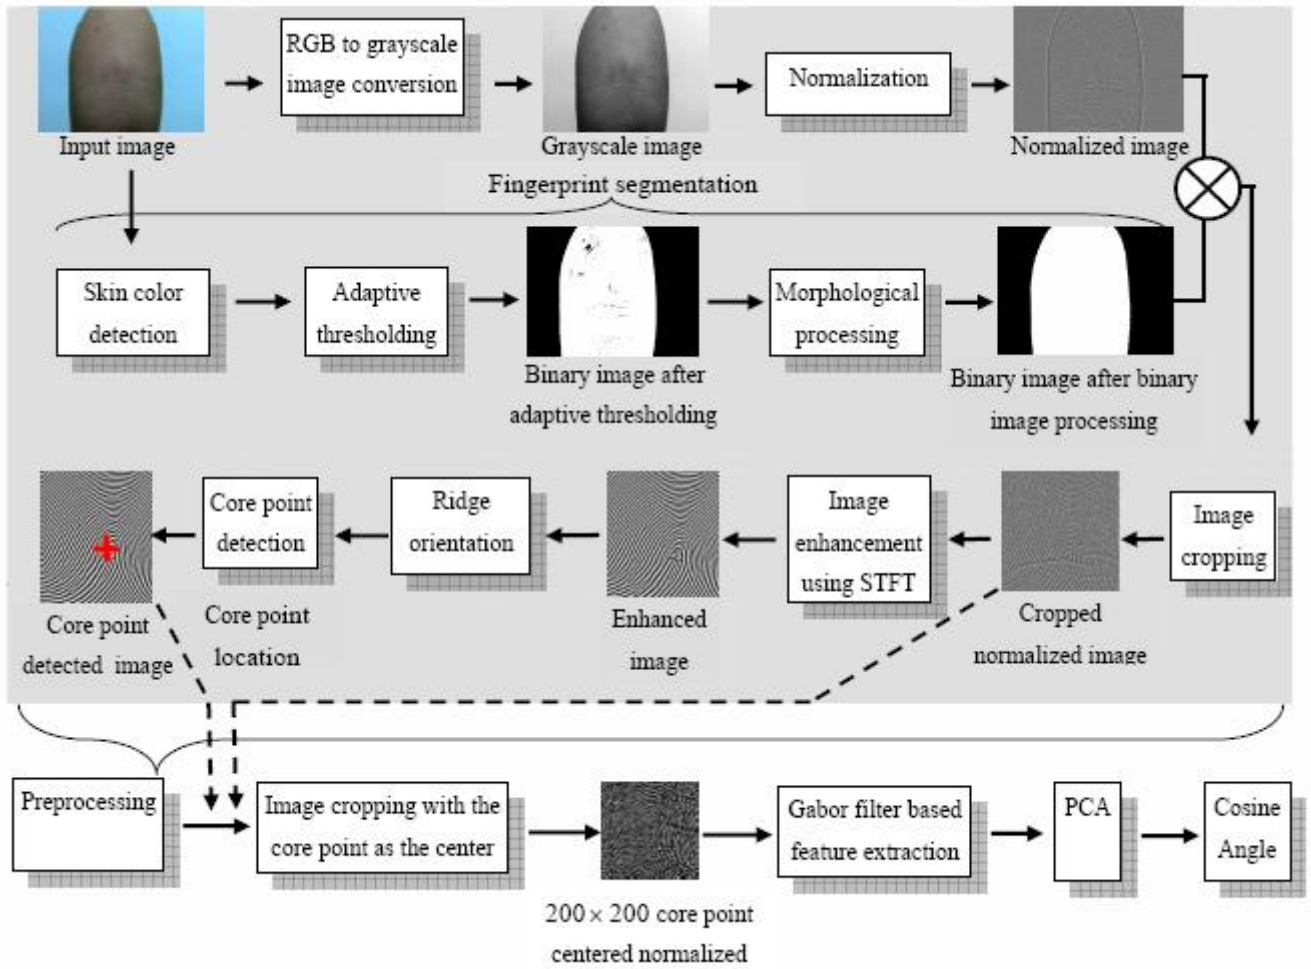 RGB to grayscale
image conversion
Normalization
Input image
Grayscale image
Normalized image
Fingerprint segmentation
Skin color
detection
Adaptive
thresholding
Morphological
processing
Binary image after
adaptive thresholding
Binary image after binary
image processing
Core point
detection
Ridge
orientation
Image
enhancement
using STFT
Image
cropping
Core point
detected image
Core point
location
Enhanced
image
Cropped
normalized image
Preprocessing
Image cropping with the
core point as the center
Gabor filter based
feature extraction
PCA
Cosine
Angle
200 × 200 core point
centered normalized